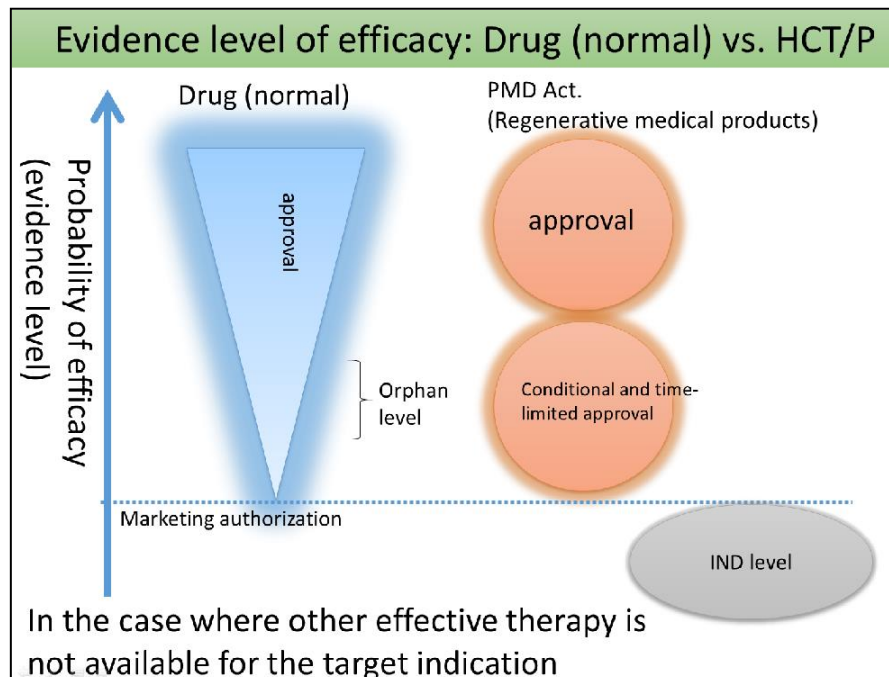 Evidence level of efficacy: Drug (normal) vs. HCT/P
Drug (normal)
PMD Act.
(Regenerative medical products)
Probability of efficacy
(evidence level)
approval
approval
Orphan
level
Conditional and time-
limited approval
Marketing authorization
IND level
In the case where other effective therapy is
not available for the target indication